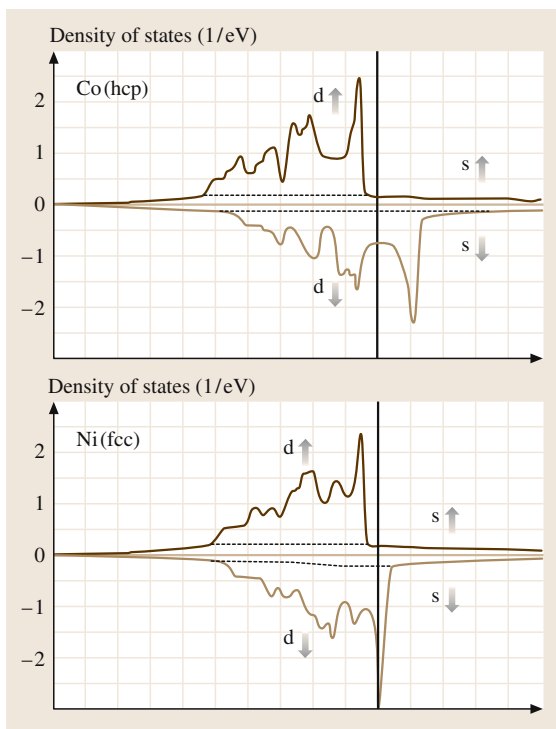 Density of states (1/eV)
Co (hcp)
2
d
1
s
0
s
−1
d
−2
Density of states (1/eV)
Ni (fcc)
2
d
1
s
0
s
−1
d
−2